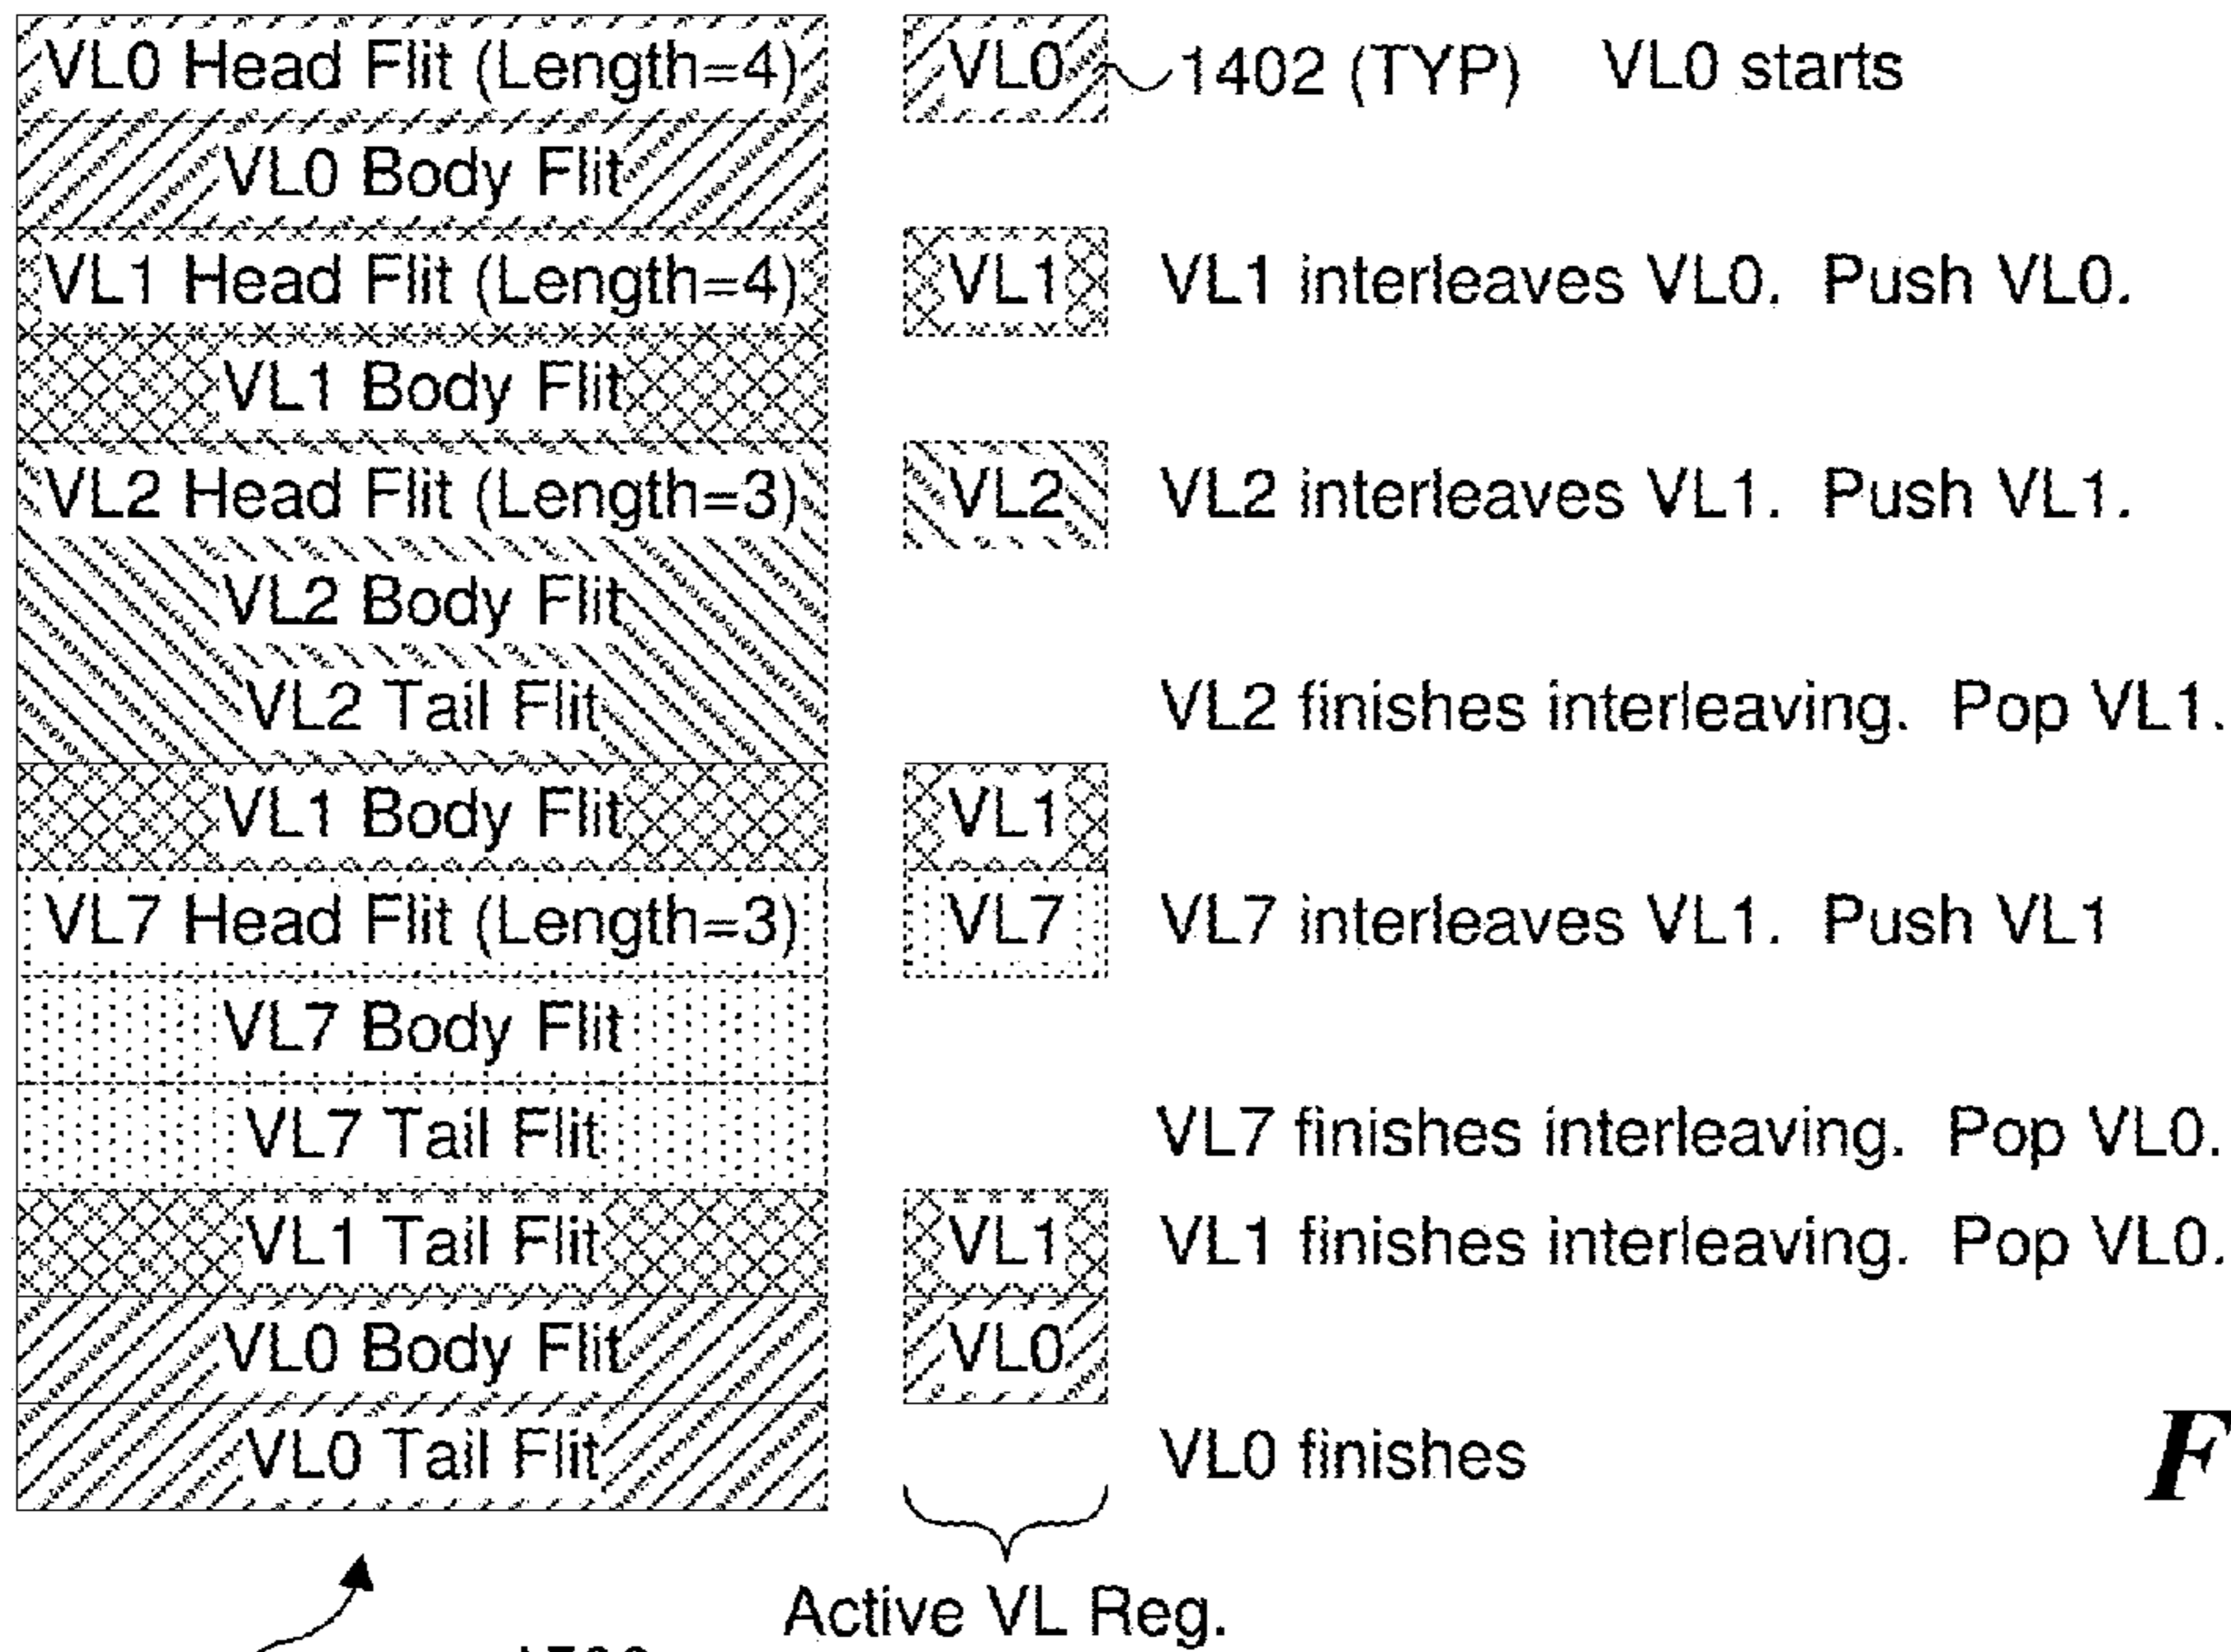 VL0 Head Flit (Length=4) VL0 1402 (TYP) VL0 starts
VL0 Body Flit
VL1 Head Flit (Length=4) VL1 VL1 interleaves VL0. Push VL0.
VL1 Body Flit
VL2 Head Flit (Length=3) VL2 VL2 interleaves VL1. Push VL1.
VL2 Body Flit
VL2 Tail Flit VL2 finishes interleaving. Pop VL1.
VL1 Body Flit VL1
VL7 Head Flit (Length=3) VL7 VL7 interleaves VL1. Push VL1
VL7 Body Flit
VL7 Tail Flit VL7 finishes interleaving. Pop VL0.
VL1 Tail Flit VL1 VL1 finishes interleaving. Pop VL0.
VL0 Body Flit VL0
VL0 Tail Flit VL0 finishes
F
Active VL Reg.